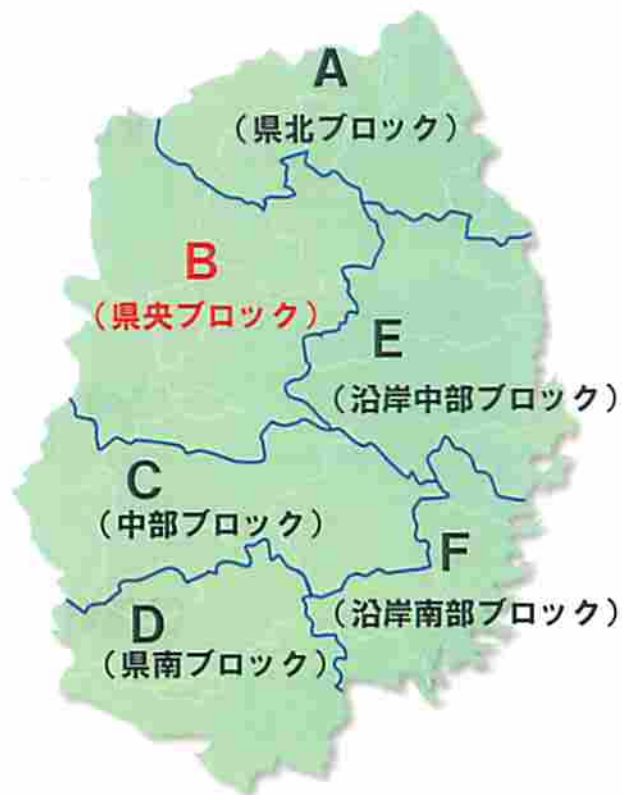 A
（県北ブロック）
B
（県央ブロック）
E
（沿岸中部ブロック）
C
（中部ブロック）
F
（沿岸南部ブロック）
D
（県南ブロック）